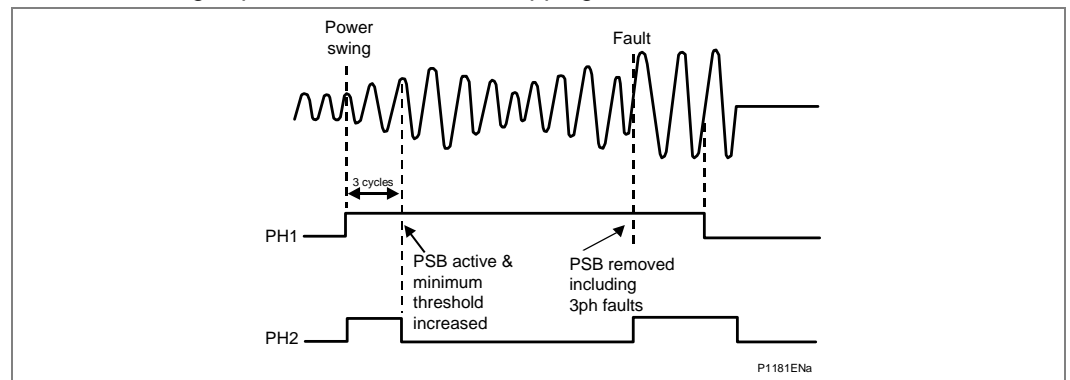 Power
swing
Fault
3 cycles
PH1
PSB active &
minimum
threshold
increased
PSB removed
including
3ph faults
PH2
P1181ENa